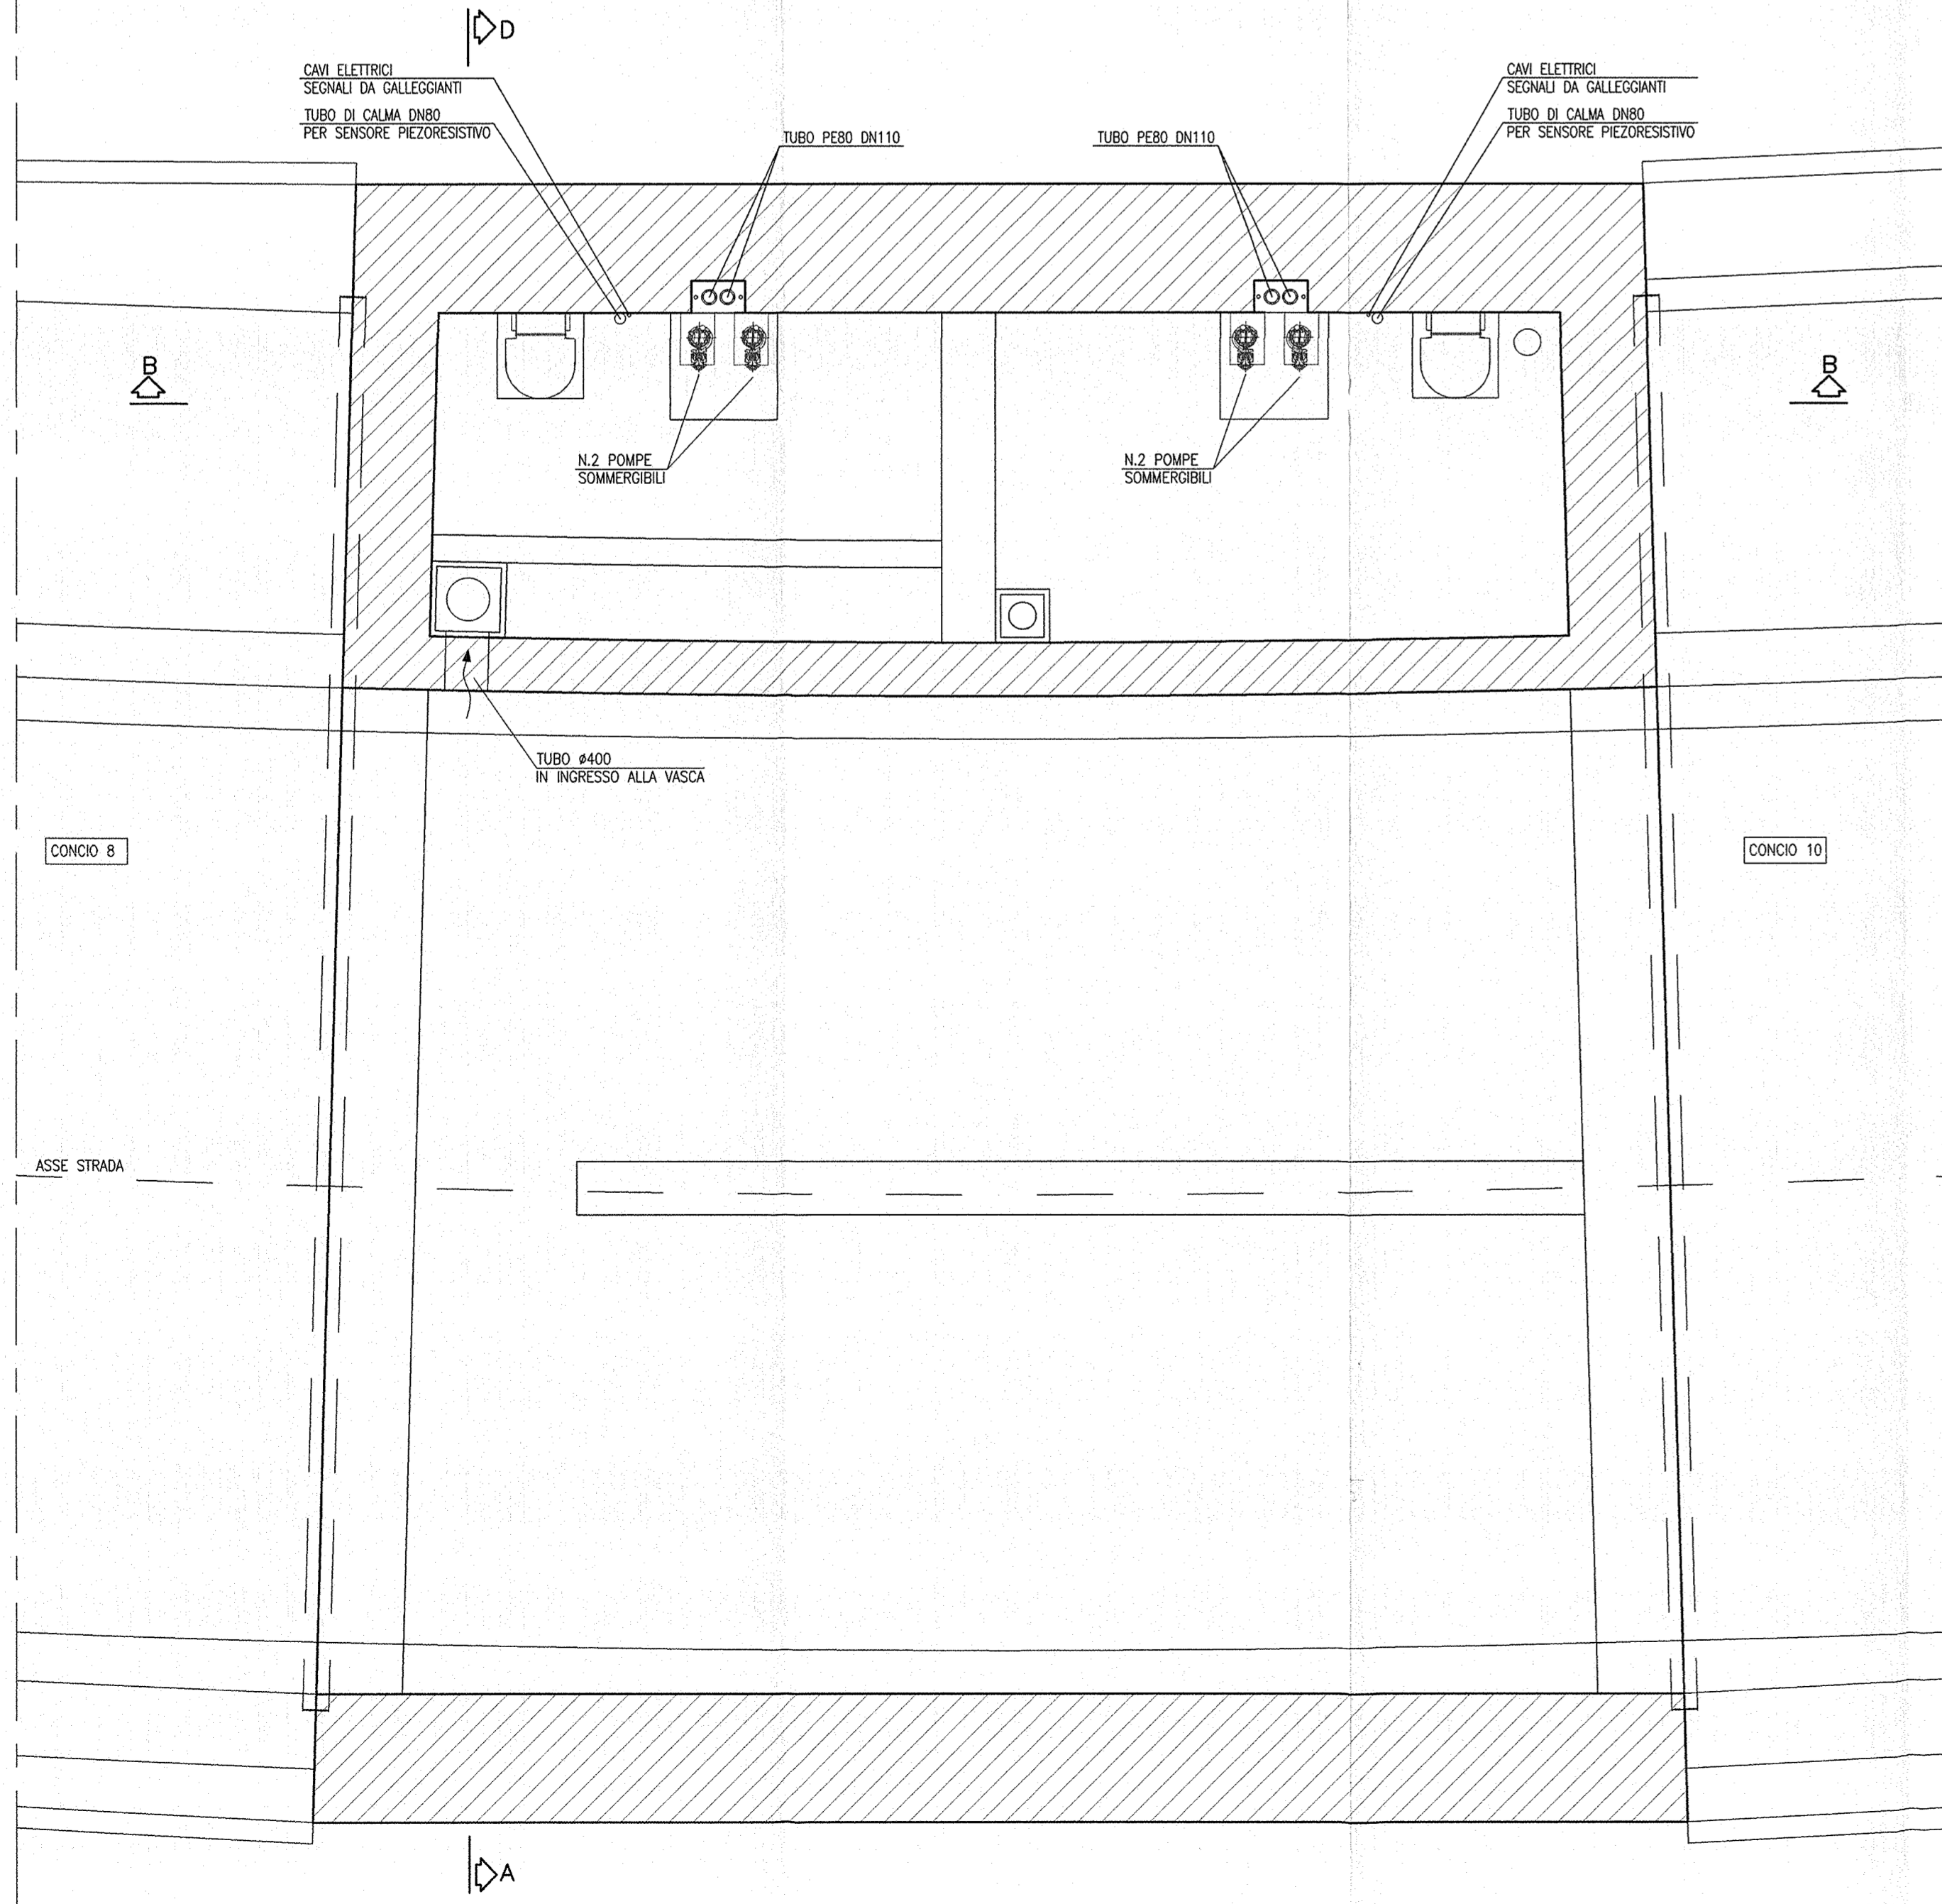 D
CAVI ELETTRICI
SEGNALI DA GALLEGGIANTI
TUBO DI CALMA DN80
PER SENSORE PIEZORESISTIVO
TUBO PE80 DN110
TUBO PE80 DN110
CAVI ELETTRICI
SEGNALI DA GALLEGGIANTI
TUBO DI CALMA DN80
PER SENSORE PIEZORESISTIVO
B
B
N.2 POMPE
SOMMERGIBILI
N.2 POMPE
SOMMERGIBILI
TUBO ø400
IN INGRESSO ALLA VASCA
CONCIO 8
CONCIO 10
ASSE STRADA
A